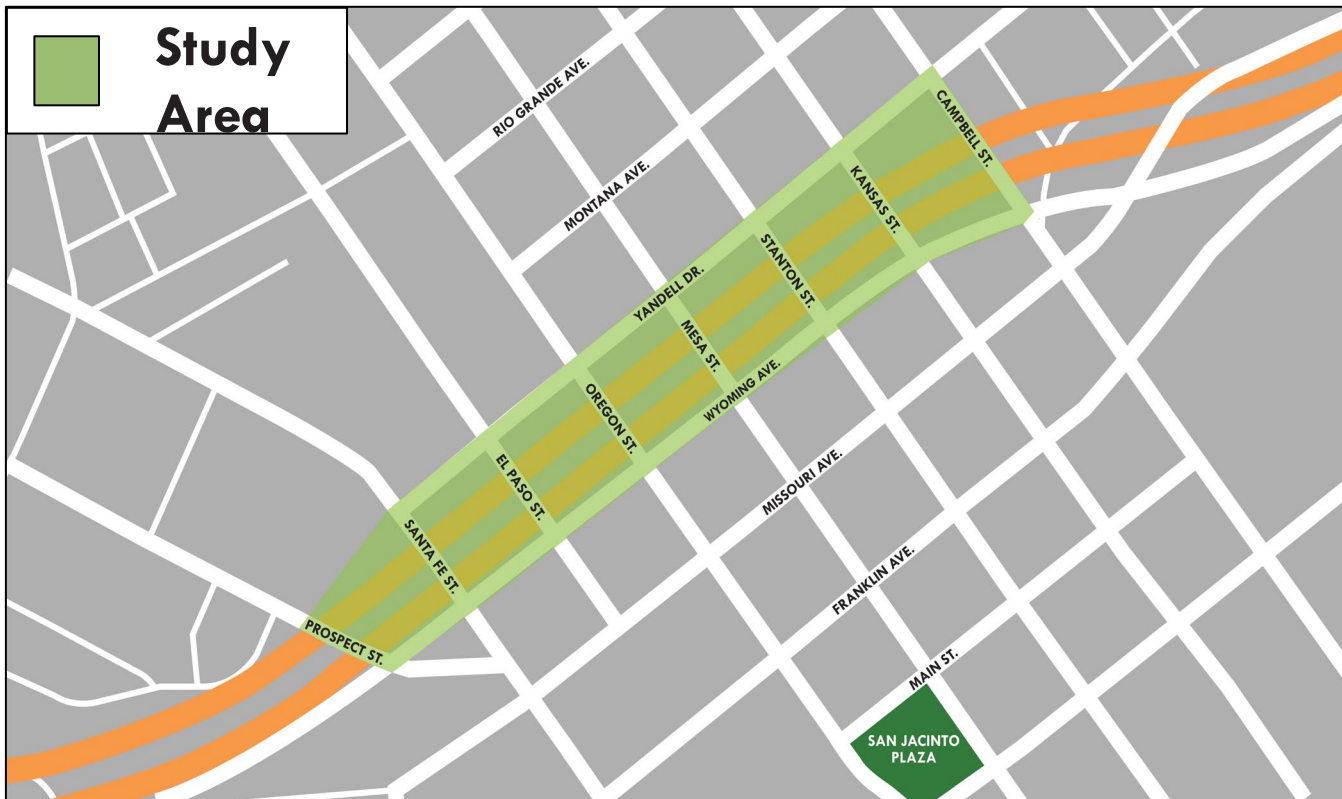 Study
Area
RIO GRANDE AVE.
MONTANA AVE.
CAMPBELL ST.
KANSAS ST.
STANTON ST.
YANDELL DR.
MESA ST.
WYOMING AVE.
OREGON ST.
EL PASO ST.
MISSOURI AVE.
SANTA FE ST.
FRANKLIN AVE.
PROSPECT ST.
MAIN ST.
SAN JACINTO
PLAZA